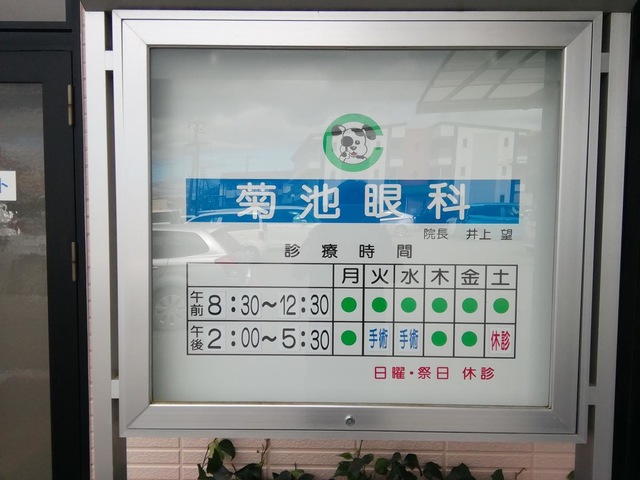 菊池眼科
院長 井上 望
診療時間
月 火 水 木 金 土
午前 8:30～12:30 ● ● ● ● ● ●
午後 2:00～5:30 ● 手術 手術 ● ● 休診
日曜・祭日 休診
ト